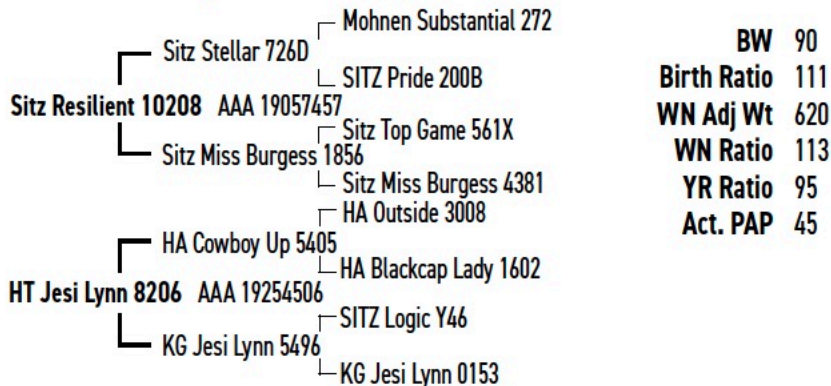 Mohnen Substantial 272
Sitz Stellar 726D
SITZ Pride 200B
Sitz Resilient 10208 AAA 19057457
Sitz Top Game 561X
Sitz Miss Burgess 1856
Sitz Miss Burgess 4381
HA Outside 3008
HA Cowboy Up 5405
HA Blackcap Lady 1602
HT Jesi Lynn 8206 AAA 19254506
SITZ Logic Y46
KG Jesi Lynn 5496
KG Jesi Lynn 0153
BW 90
Birth Ratio 111
WN Adj Wt 620
WN Ratio 113
YR Ratio 95
Act. PAP 45